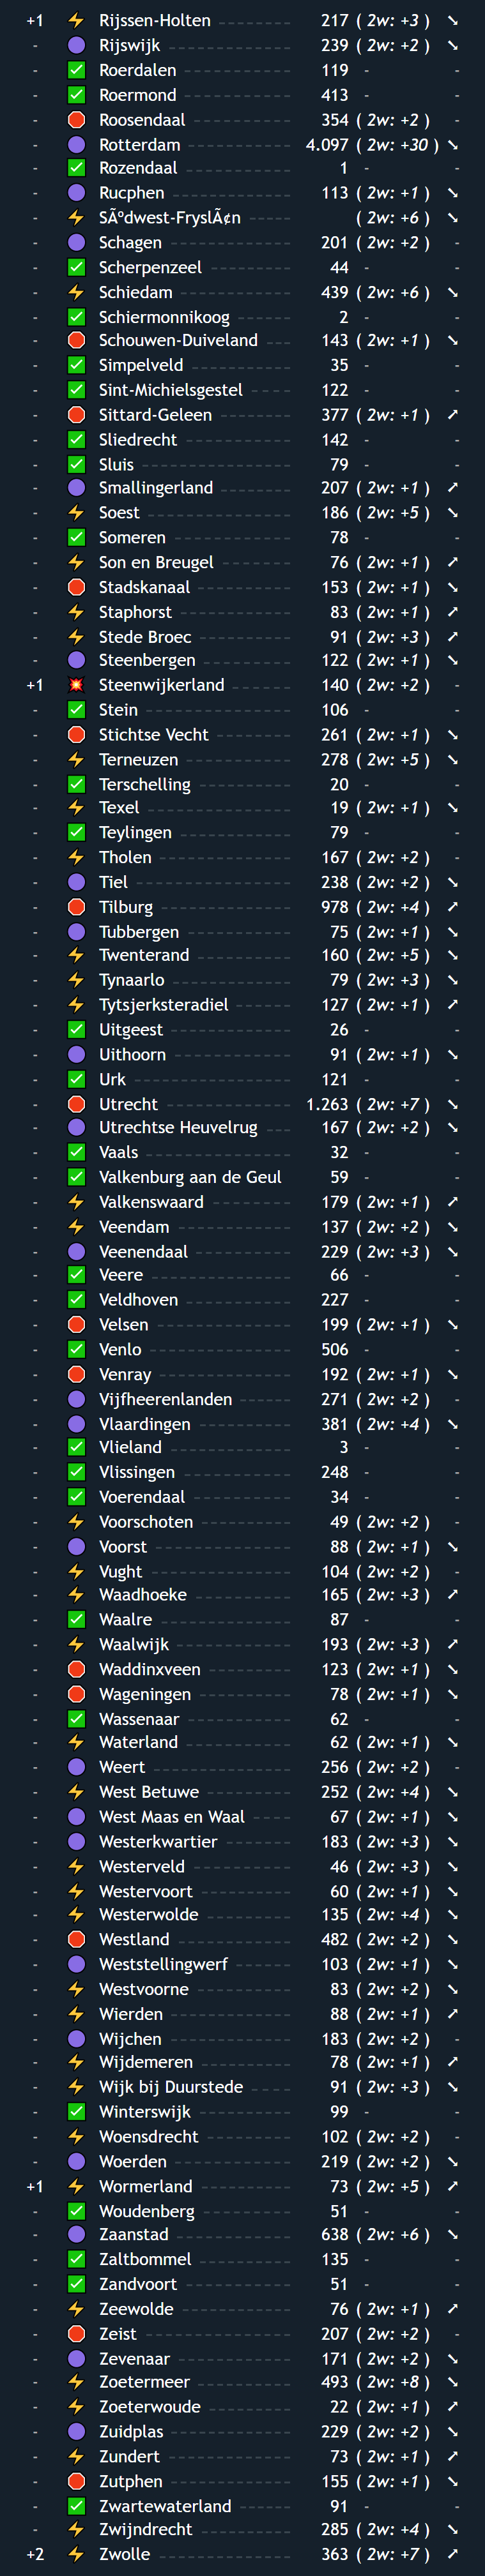 +1 ⚡ Rijssen-Holten 217 ( 2w: +3 ) ↘
- 🟣 Rijswijk 239 ( 2w: +2 ) ↘
- ✅ Roerdalen 119 - -
- ✅ Roermond 413 - -
- 🛑 Roosendaal 354 ( 2w: +2 ) -
- 🟣 Rotterdam 4.097 ( 2w: +30 ) ↘
- ✅ Rozendaal 1 - -
- 🟣 Rucphen 113 ( 2w: +1 ) ↘
- ⚡ SÃºdwest-FryslÃ¢n ( 2w: +6 ) ↘
- 🟣 Schagen 201 ( 2w: +2 ) -
- ✅ Scherpenzeel 44 - -
- ⚡ Schiedam 439 ( 2w: +6 ) ↘
- ✅ Schiermonnikoog 2 - -
- 🛑 Schouwen-Duiveland 143 ( 2w: +1 ) ↘
- ✅ Simpelveld 35 - -
- ✅ Sint-Michielsgestel 122 - -
- 🛑 Sittard-Geleen 377 ( 2w: +1 ) ↗
- ✅ Sliedrecht 142 - -
- ✅ Sluis 79 - -
- 🟣 Smallingerland 207 ( 2w: +1 ) ↗
- ⚡ Soest 186 ( 2w: +5 ) ↘
- ✅ Someren 78 - -
- ⚡ Son en Breugel 76 ( 2w: +1 ) ↗
- 🛑 Stadskanaal 153 ( 2w: +1 ) ↘
- ⚡ Staphorst 83 ( 2w: +1 ) ↗
- ⚡ Stede Broec 91 ( 2w: +3 ) ↗
- 🟣 Steenbergen 122 ( 2w: +1 ) ↘
+1 💥 Steenwijkerland 140 ( 2w: +2 ) -
- ✅ Stein 106 - -
- 🛑 Stichtse Vecht 261 ( 2w: +1 ) ↘
- ⚡ Terneuzen 278 ( 2w: +5 ) ↘
- ✅ Terschelling 20 - -
- ⚡ Texel 19 ( 2w: +1 ) ↘
- ✅ Teylingen 79 - -
- ⚡ Tholen 167 ( 2w: +2 ) -
- 🟣 Tiel 238 ( 2w: +2 ) ↘
- 🛑 Tilburg 978 ( 2w: +4 ) ↗
- 🟣 Tubbergen 75 ( 2w: +1 ) ↘
- ⚡ Twenterand 160 ( 2w: +5 ) ↘
- ⚡ Tynaarlo 79 ( 2w: +3 ) ↘
- ⚡ Tytsjerksteradiel 127 ( 2w: +1 ) ↗
- ✅ Uitgeest 26 - -
- 🟣 Uithoorn 91 ( 2w: +1 ) ↘
- ✅ Urk 121 - -
- 🛑 Utrecht 1.263 ( 2w: +7 ) ↘
- 🟣 Utrechtse Heuvelrug 167 ( 2w: +2 ) ↘
- ✅ Vaals 32 - -
- ✅ Valkenburg aan de Geul 59 - -
- ⚡ Valkenswaard 179 ( 2w: +1 ) ↗
- ⚡ Veendam 137 ( 2w: +2 ) ↘
- 🟣 Veenendaal 229 ( 2w: +3 ) ↘
- ✅ Veere 66 - -
- ✅ Veldhoven 227 - -
- 🛑 Velsen 199 ( 2w: +1 ) ↘
- ✅ Venlo 506 - -
- 🛑 Venray 192 ( 2w: +1 ) ↘
- 🟣 Vijfheerenlanden 271 ( 2w: +2 ) -
- 🟣 Vlaardingen 381 ( 2w: +4 ) ↘
- ✅ Vlieland 3 - -
- ✅ Vlissingen 248 - -
- ✅ Voerendaal 34 - -
- ⚡ Voorschoten 49 ( 2w: +2 ) -
- 🟣 Voorst 88 ( 2w: +1 ) ↘
- ⚡ Vught 104 ( 2w: +2 ) -
- ⚡ Waadhoeke 165 ( 2w: +3 ) ↗
- ✅ Waalre 87 - -
- ⚡ Waalwijk 193 ( 2w: +3 ) ↗
- 🛑 Waddinxveen 123 ( 2w: +1 ) ↘
- 🛑 Wageningen 78 ( 2w: +1 ) ↘
- ✅ Wassenaar 62 - -
- ⚡ Waterland 62 ( 2w: +1 ) ↘
- 🟣 Weert 256 ( 2w: +2 ) -
- ⚡ West Betuwe 252 ( 2w: +4 ) ↘
- 🟣 West Maas en Waal 67 ( 2w: +1 ) ↘
- 🟣 Westerkwartier 183 ( 2w: +3 ) ↘
- ⚡ Westerveld 46 ( 2w: +3 ) ↘
- ⚡ Westervoort 60 ( 2w: +1 ) ↘
- ⚡ Westerwolde 135 ( 2w: +4 ) ↘
- 🛑 Westland 482 ( 2w: +2 ) ↘
- 🟣 Weststellingwerf 103 ( 2w: +1 ) ↘
- ⚡ Westvoorne 83 ( 2w: +2 ) ↘
- ⚡ Wierden 88 ( 2w: +1 ) ↗
- 🟣 Wijchen 183 ( 2w: +2 ) -
- ⚡ Wijdemeren 78 ( 2w: +1 ) ↗
- ⚡ Wijk bij Duurstede 91 ( 2w: +3 ) ↘
- ✅ Winterswijk 99 - -
- ⚡ Woensdrecht 102 ( 2w: +2 ) -
- 🟣 Woerden 219 ( 2w: +2 ) ↘
+1 ⚡ Wormerland 73 ( 2w: +5 ) ↗
- ✅ Woudenberg 51 - -
- 🟣 Zaanstad 638 ( 2w: +6 ) ↘
- ✅ Zaltbommel 135 - -
- ✅ Zandvoort 51 - -
- ⚡ Zeewolde 76 ( 2w: +1 ) ↗
- 🛑 Zeist 207 ( 2w: +2 ) -
- 🟣 Zevenaar 171 ( 2w: +2 ) ↘
- ⚡ Zoetermeer 493 ( 2w: +8 ) ↘
- ⚡ Zoeterwoude 22 ( 2w: +1 ) ↗
- 🟣 Zuidplas 229 ( 2w: +2 ) ↘
- ⚡ Zundert 73 ( 2w: +1 ) ↗
- 🛑 Zutphen 155 ( 2w: +1 ) ↘
- ✅ Zwartewaterland 91 - -
- ⚡ Zwijndrecht 285 ( 2w: +4 ) ↘
+2 ⚡ Zwolle 363 ( 2w: +7 ) ↗